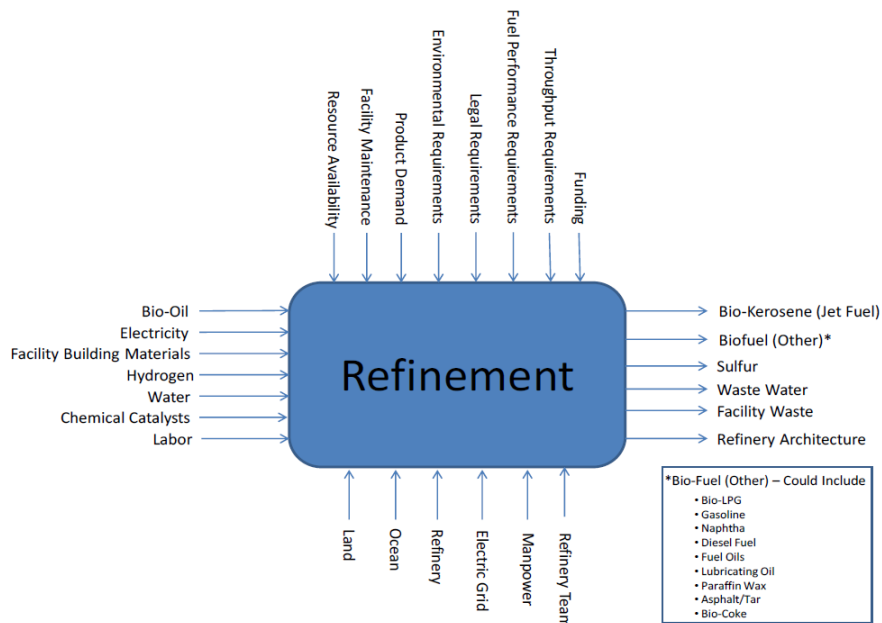 Resource Availability
Facility Maintenance
Product Demand
Environmental Requirements
Legal Requirements
Fuel Performance Requirements
Throughput Requirements
Funding
Bio-Oil
Electricity
Facility Building Materials
Hydrogen
Water
Chemical Catalysts
Labor
Refinement
Bio-Kerosene (Jet Fuel)
Biofuel (Other)*
Sulfur
Waste Water
Facility Waste
Refinery Architecture
Land
Ocean
Refinery
Electric Grid
Manpower
Refinery Team
*Bio-Fuel (Other) – Could Include
• Bio-LPG
• Gasoline
• Naphtha
• Diesel Fuel
• Fuel Oils
• Lubricating Oil
• Paraffin Wax
• Asphalt/Tar
• Bio-Coke